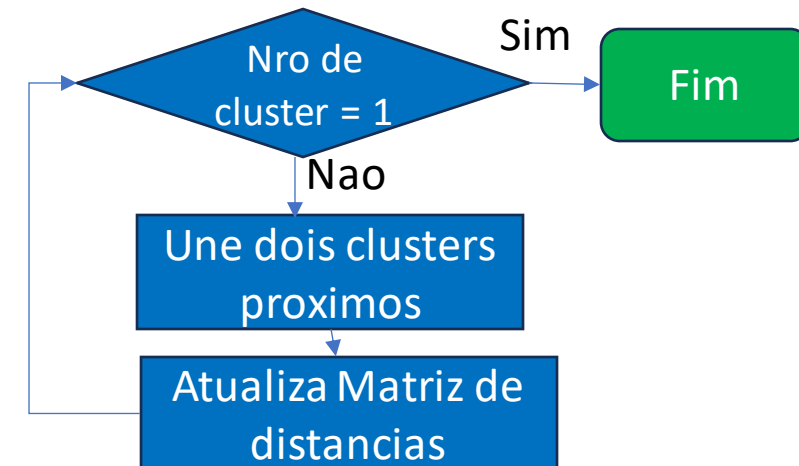 Nro de
cluster = 1
Sim
Fim
Nao
Une dois clusters
proximos
Atualiza Matriz de
distancias